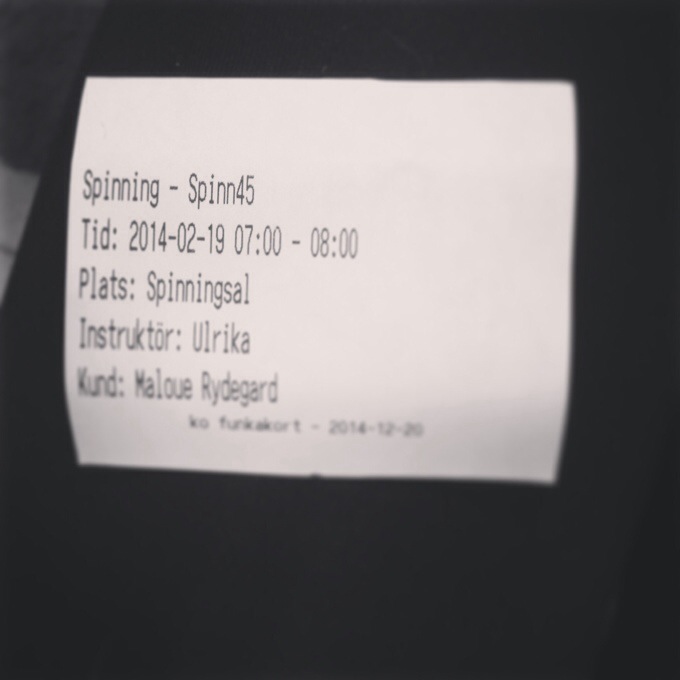 Spinning - Spinn45
Tid: 2014-02-19 07:00 - 08:00
Plats: Spinningsal
Instruktör: Ulrika
Kund: Maloue Rydegard
ko funkakort - 2014-12-20